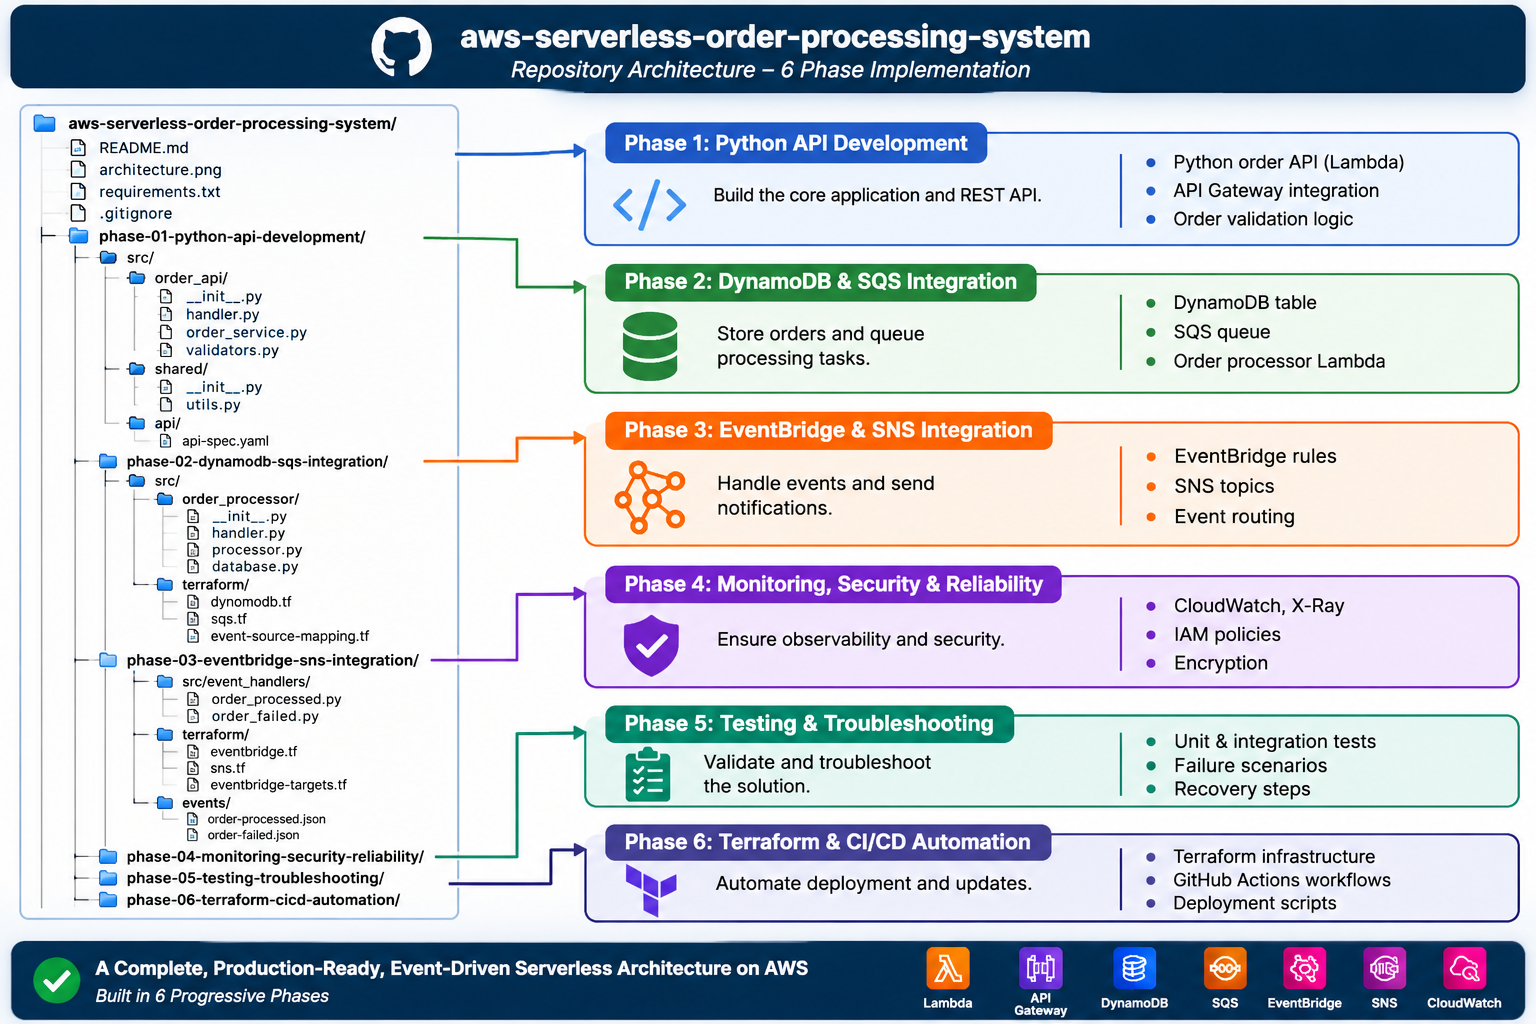 aws-serverless-order-processing-system
Repository Architecture – 6 Phase Implementation
aws-serverless-order-processing-system/
README.md
architecture.png
requirements.txt
.gitignore
phase-01-python-api-development/
src/
order_api/
__init__.py
handler.py
order_service.py
validators.py
shared/
__init__.py
utils.py
api/
api-spec.yaml
phase-02-dynamodb-sqs-integration/
src/
order_processor/
__init__.py
handler.py
processor.py
database.py
terraform/
dynomodb.tf
sqs.tf
event-source-mapping.tf
phase-03-eventbridge-sns-integration/
src/event_handlers/
order_processed.py
order_failed.py
terraform/
eventbridge.tf
sns.tf
eventbridge-targets.tf
events/
order-processed.json
order-failed.json
phase-04-monitoring-security-reliability/
phase-05-testing-troubleshooting/
phase-06-terraform-cicd-automation/
Phase 1: Python API Development
Build the core application and REST API.
Python order API (Lambda)
API Gateway integration
Order validation logic
Phase 2: DynamoDB & SQS Integration
Store orders and queue
processing tasks.
DynamoDB table
SQS queue
Order processor Lambda
Phase 3: EventBridge & SNS Integration
Handle events and send
notifications.
EventBridge rules
SNS topics
Event routing
Phase 4: Monitoring, Security & Reliability
Ensure observability and security.
CloudWatch, X-Ray
IAM policies
Encryption
Phase 5: Testing & Troubleshooting
Validate and troubleshoot
the solution.
Unit & integration tests
Failure scenarios
Recovery steps
Phase 6: Terraform & CI/CD Automation
Automate deployment and updates.
Terraform infrastructure
GitHub Actions workflows
Deployment scripts
A Complete, Production-Ready, Event-Driven Serverless Architecture on AWS
Built in 6 Progressive Phases
Lambda
API
Gateway
DynamoDB
SQS
EventBridge
SNS
CloudWatch